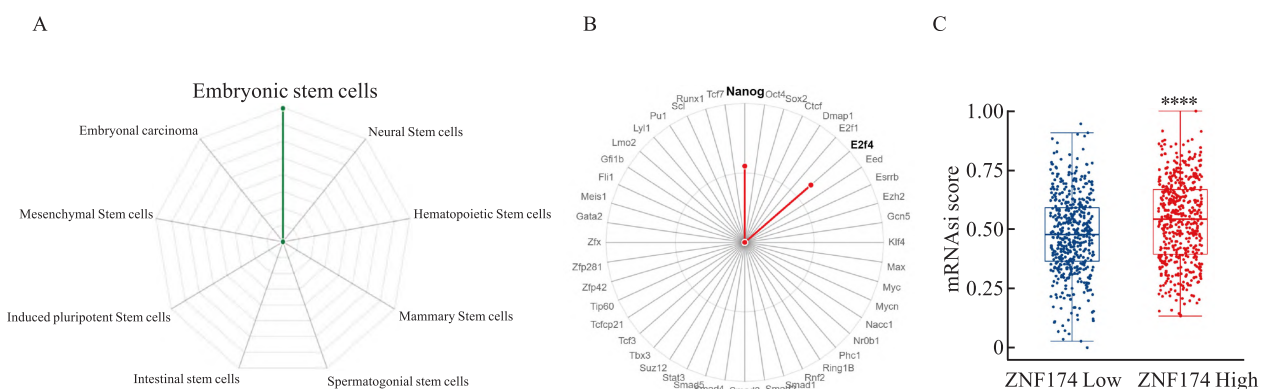 A
B
C
Embryonic stem cells
Embryonal carcinoma
Neural Stem cells
Mesenchymal Stem cells
Hematopoietic Stem cells
Induced pluripotent Stem cells
Mammary Stem cells
Intestinal stem cells
Spermatogonial stem cells
Nanog
Oct4
Sox2
Ctcf
Dmap1
E2f1
E2f4
Eed
Esrrb
Ezh2
Gcn5
Klf4
Max
Myc
Mycn
Nacc1
Nr0b1
Phc1
Ring1B
Rnf2
Smad1
Smad5
Stat3
Suz12
Tbx3
Tcf3
Tcfcp21
Tip60
Zfp42
Zfp281
Zfx
Gata2
Meis1
Fli1
Gfi1b
Lmo2
Lyl1
Pu1
Scl
Runx1
Tcf7
mRNAsi score
1.00
0.75
0.50
0.25
0
****
ZNF174 Low
ZNF174 High